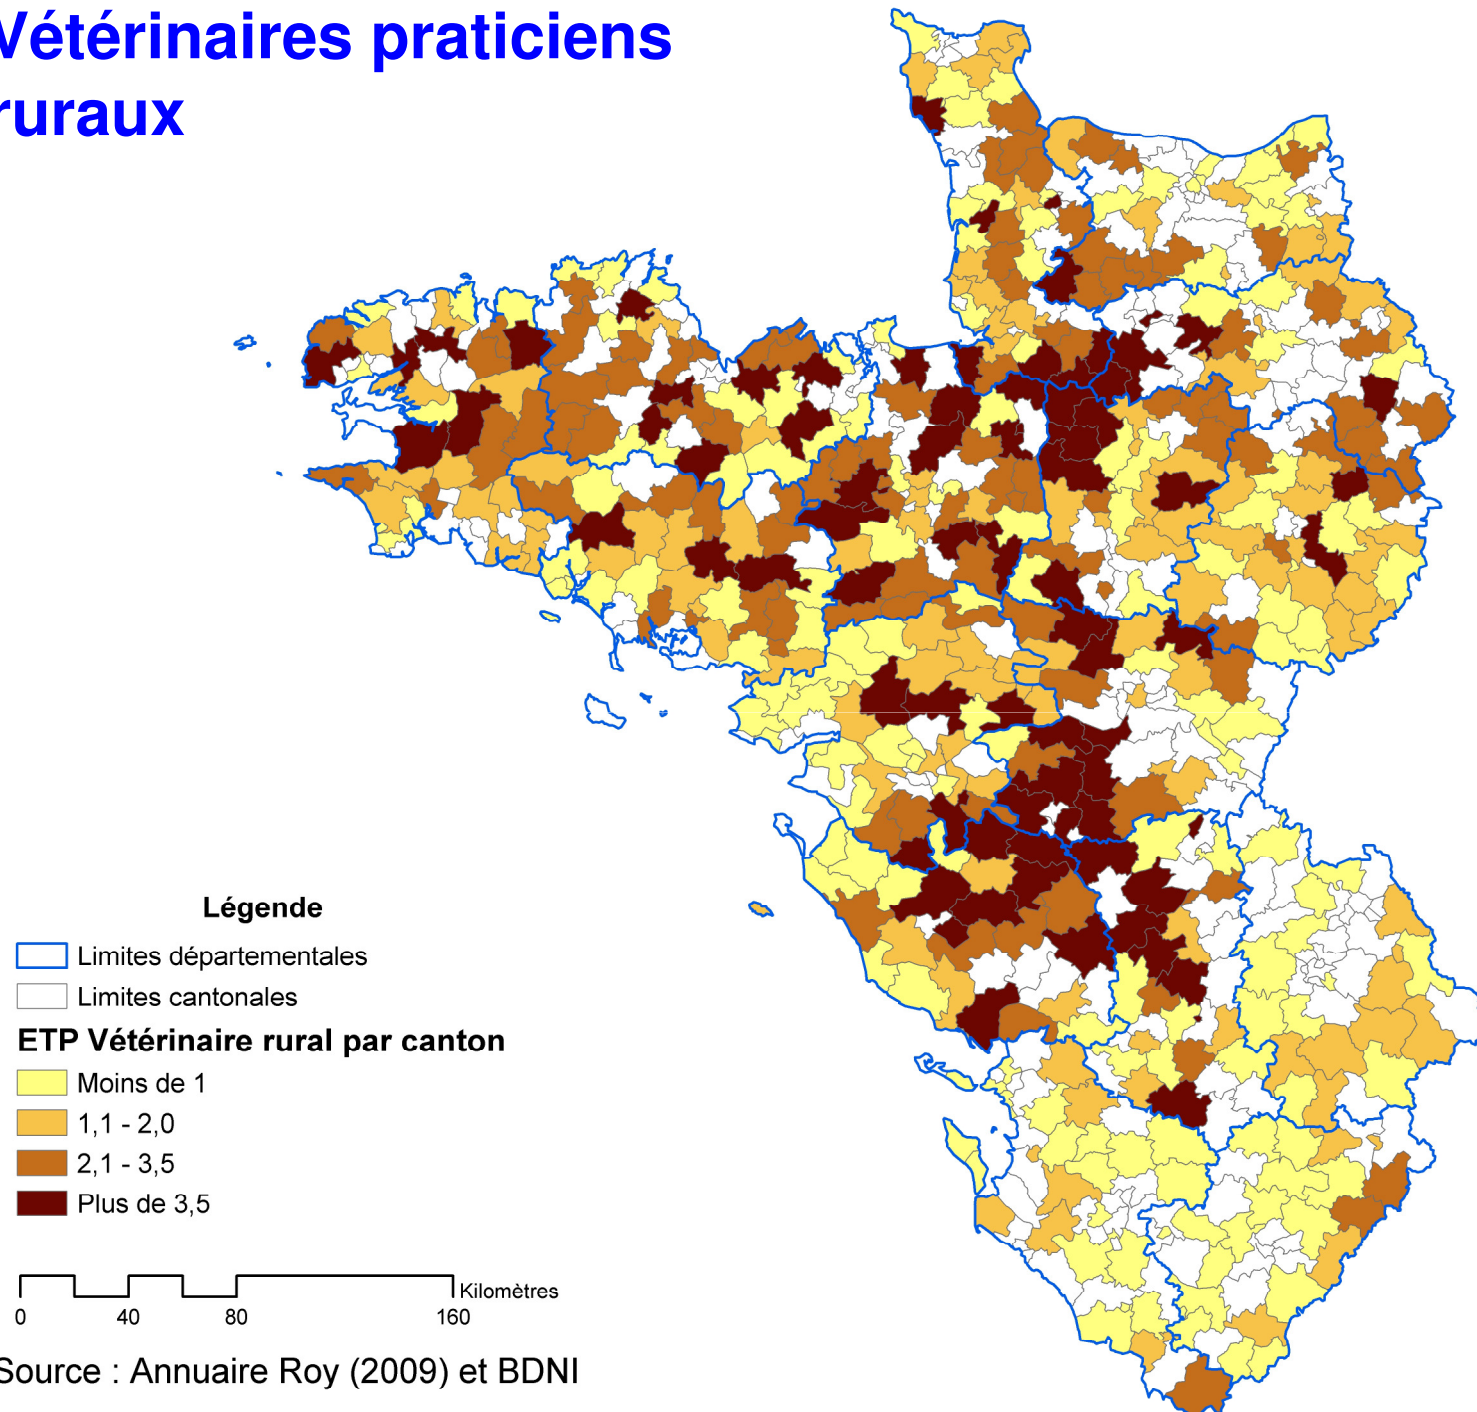 Vétérinaires praticiens
ruraux
Légende
Limites départementales
Limites cantonales
ETP Vétérinaire rural par canton
Moins de 1
1,1 - 2,0
2,1 - 3,5
Plus de 3,5
Kilomètres
0 40 80 160
Source : Annuaire Roy (2009) et BDNI